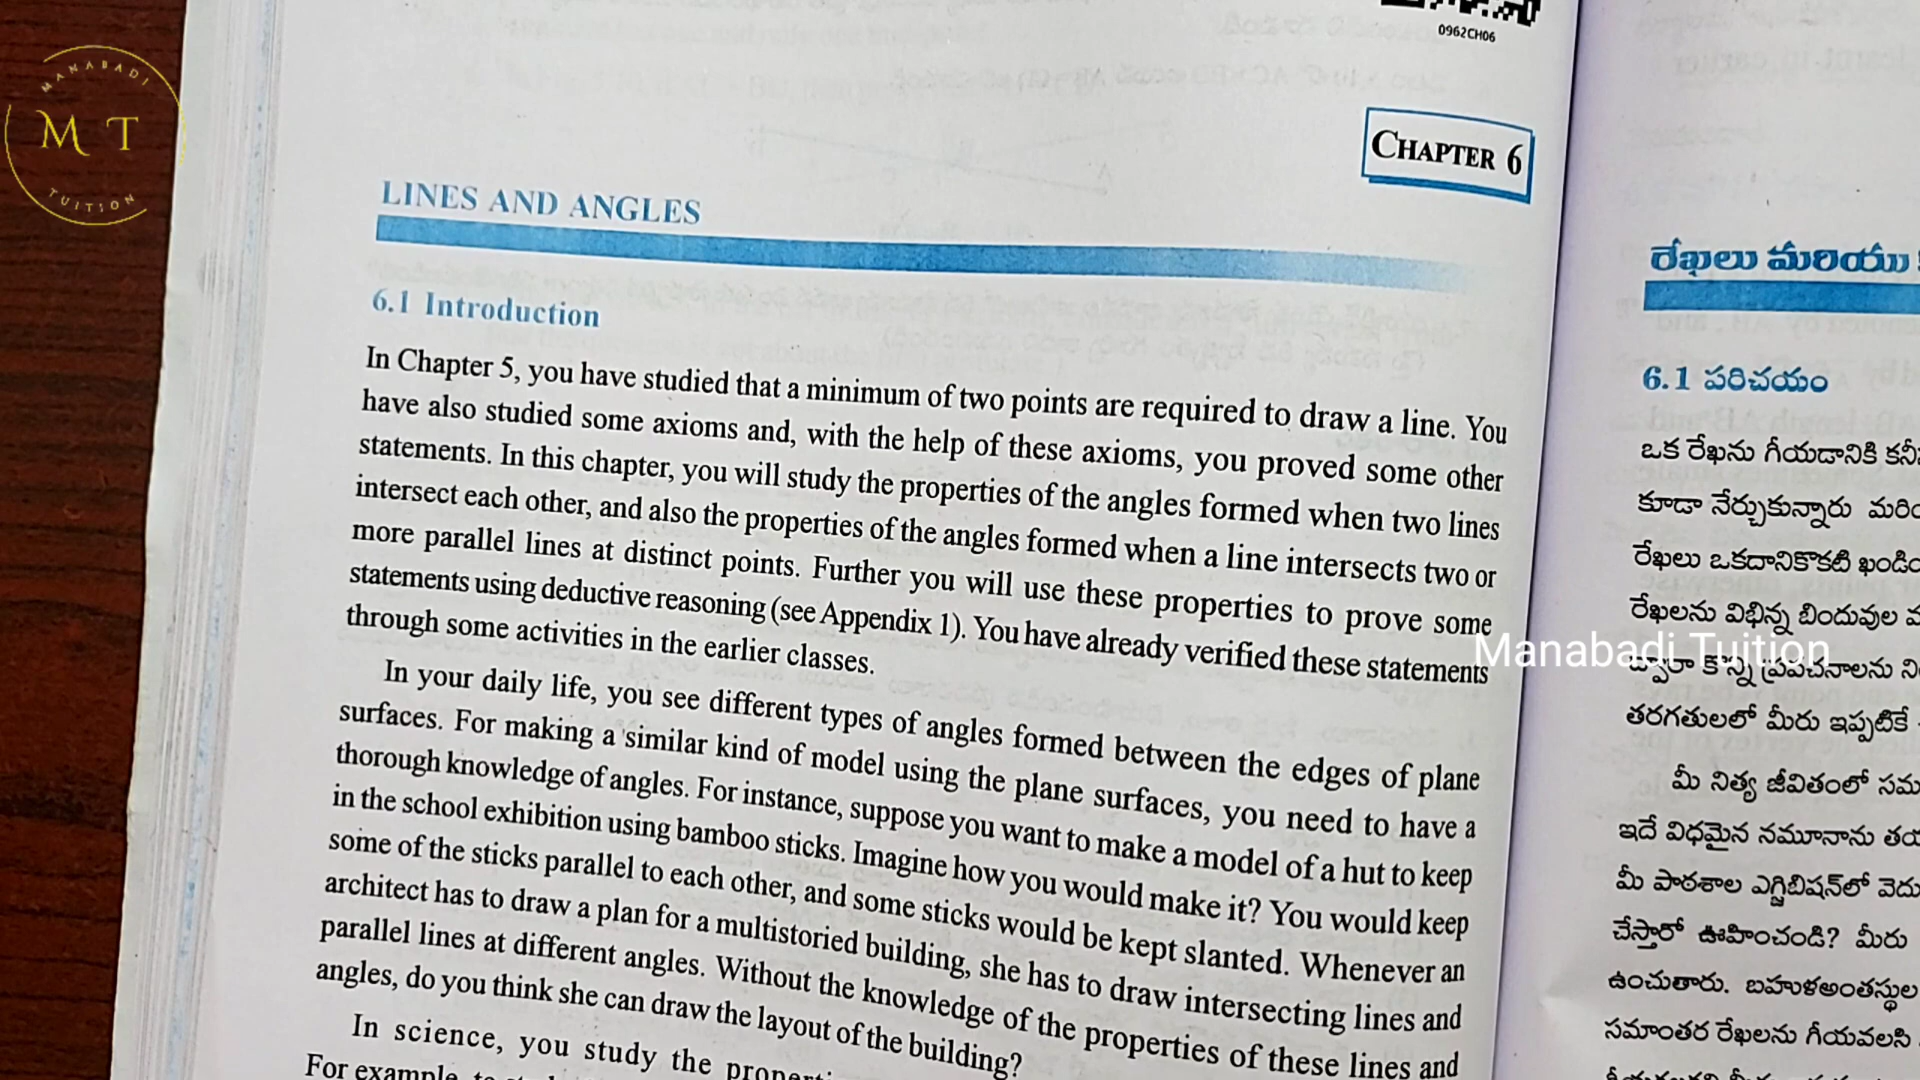 MANABADI
M T
TUITION
0962CH06
CHAPTER 6
LINES AND ANGLES
6.1 Introduction
In Chapter 5, you have studied that a minimum of two points are required to draw a line. You
have also studied some axioms and, with the help of these axioms, you proved some other
statements. In this chapter, you will study the properties of the angles formed when two lines
intersect each other, and also the properties of the angles formed when a line intersects two or
more parallel lines at distinct points. Further you will use these properties to prove some
statements using deductive reasoning (see Appendix 1). You have already verified these statements
through some activities in the earlier classes.
In your daily life, you see different types of angles formed between the edges of plane
surfaces. For making a similar kind of model using the plane surfaces, you need to have a
thorough knowledge of angles. For instance, suppose you want to make a model of a hut to keep
in the school exhibition using bamboo sticks. Imagine how you would make it? You would keep
some of the sticks parallel to each other, and some sticks would be kept slanted. Whenever an
architect has to draw a plan for a multistoried building, she has to draw intersecting lines and
parallel lines at different angles. Without the knowledge of the properties of these lines and
angles, do you think she can draw the layout of the building?
In science, you study the
For example,
రేఖలు మరియు
6.1 పరిచయం
ఒక రేఖను గీయడానికి
కూడా నేర్చుకున్నారు
రేఖలు ఒకదానికొకటి
రేఖలను విభిన్న బిందువుల
ప్రవచనాలను
తరగతులలో మీరు ఇప్పటికే
మీ నిత్య జీవితంలో
ఇదే విధమైన నమూనాను
మీ పాఠశాల ఎగ్జిబిషన్‌లో
చేస్తారో ఊహించండి? మీరు
ఉంచుతారు. బహుళఅంతస్థుల
సమాంతర రేఖలను గీయవలసి
Manabadi Tuition